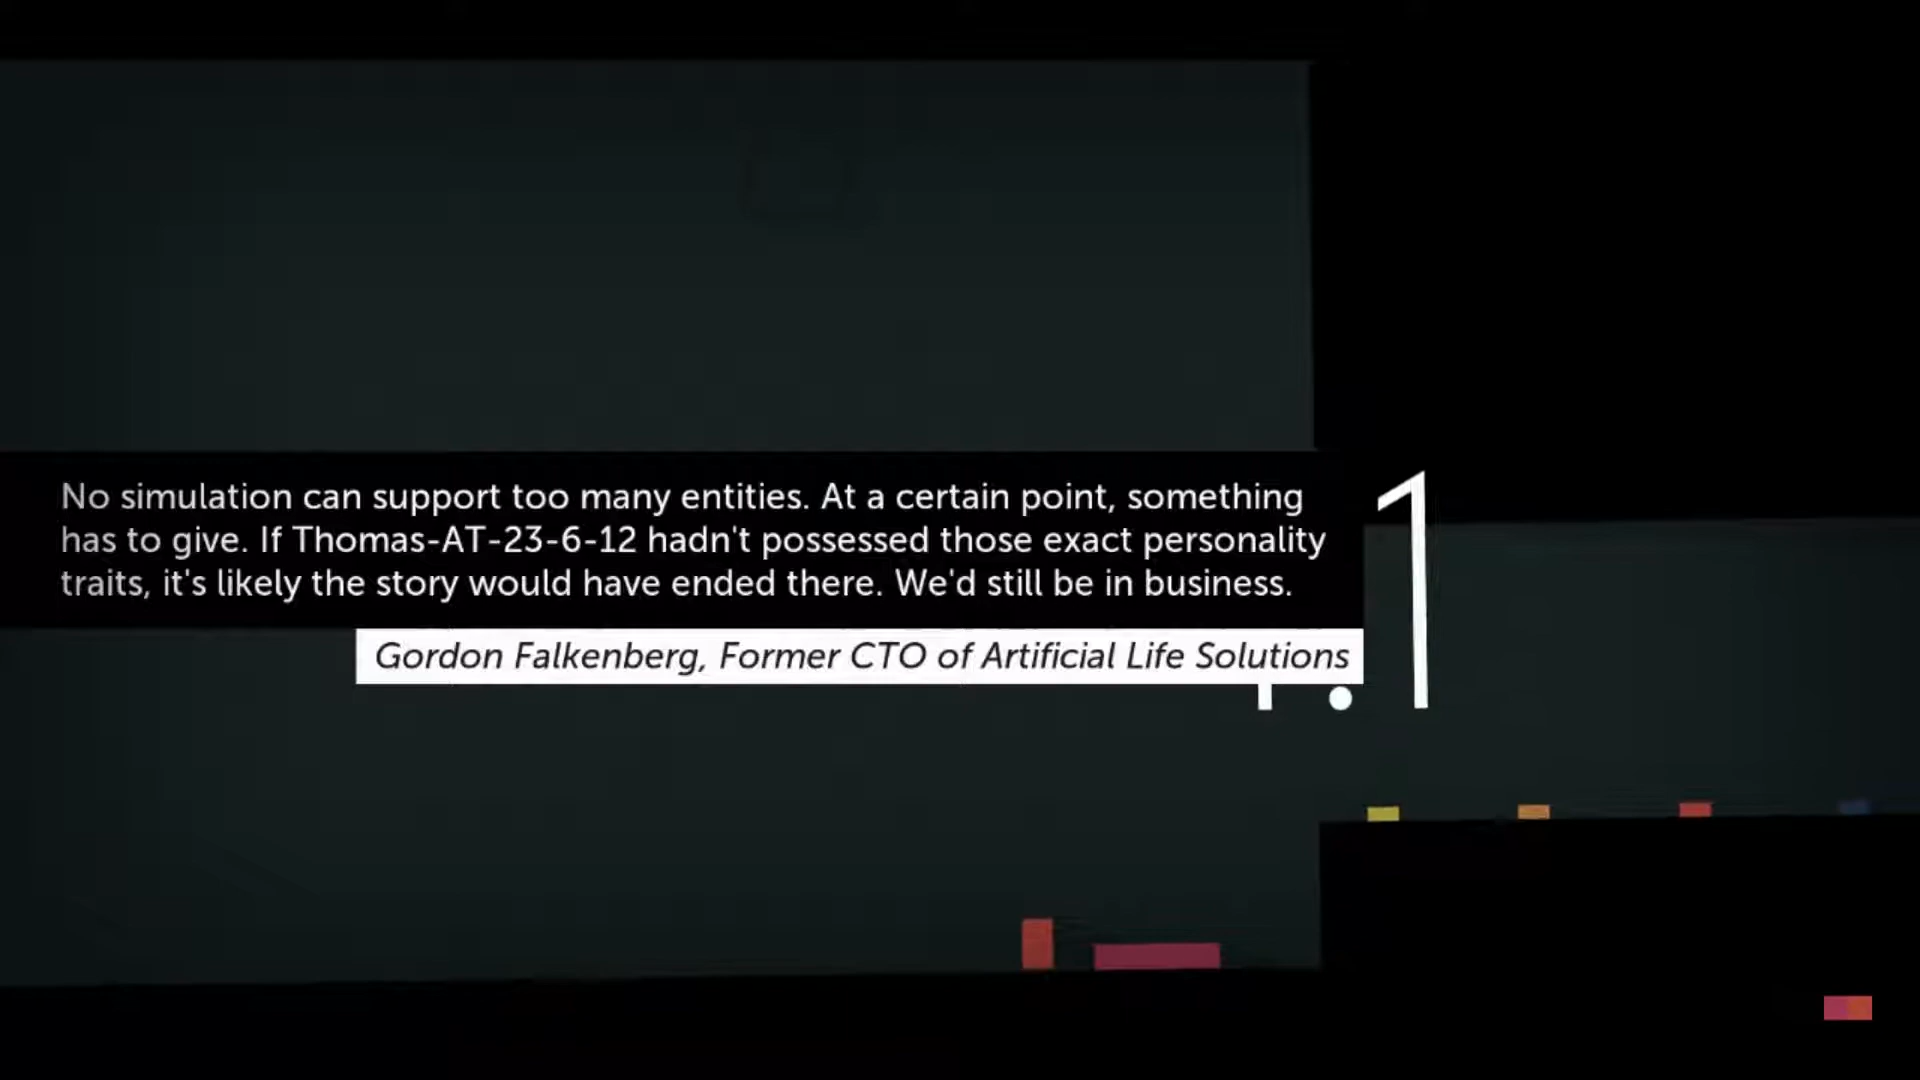 No simulation can support too many entities. At a certain point, something
has to give. If Thomas-AT-23-6-12 hadn't possessed those exact personality
traits, it's likely the story would have ended there. We'd still be in business.
Gordon Falkenberg, Former CTO of Artificial Life Solutions
.1